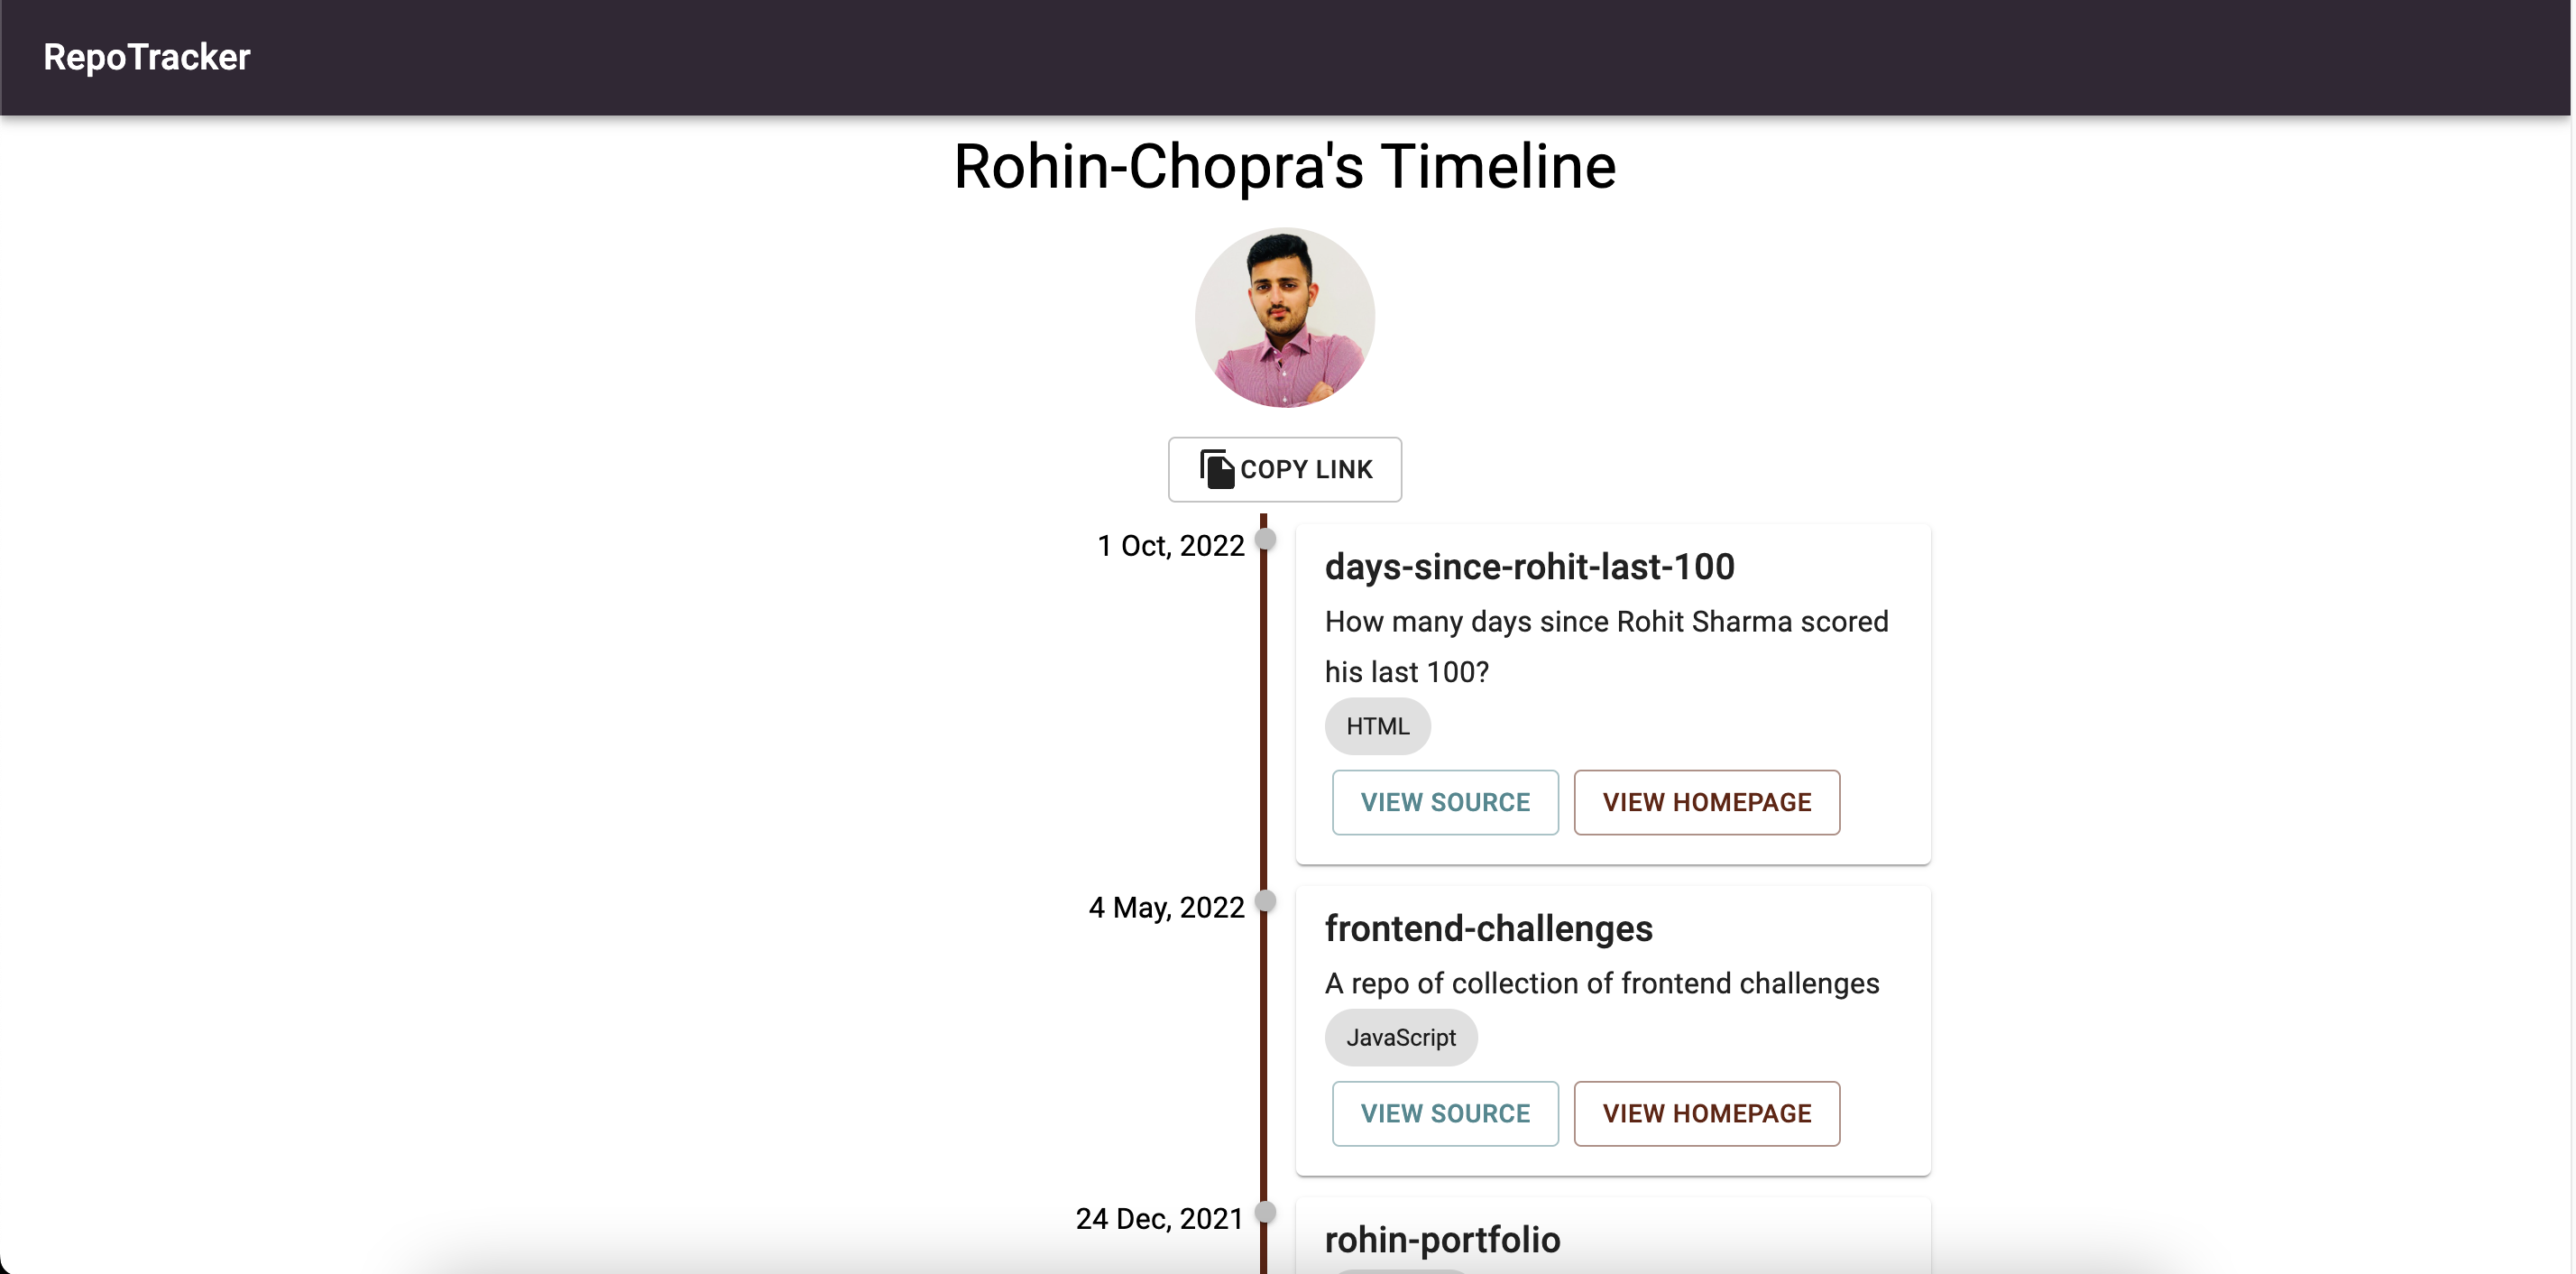 RepoTracker
Rohin-Chopra's Timeline
COPY LINK
1 Oct, 2022
days-since-rohit-last-100
How many days since Rohit Sharma scored
his last 100?
HTML
VIEW SOURCE VIEW HOMEPAGE
4 May, 2022
frontend-challenges
A repo of collection of frontend challenges
JavaScript
VIEW SOURCE VIEW HOMEPAGE
24 Dec, 2021
rohin-portfolio